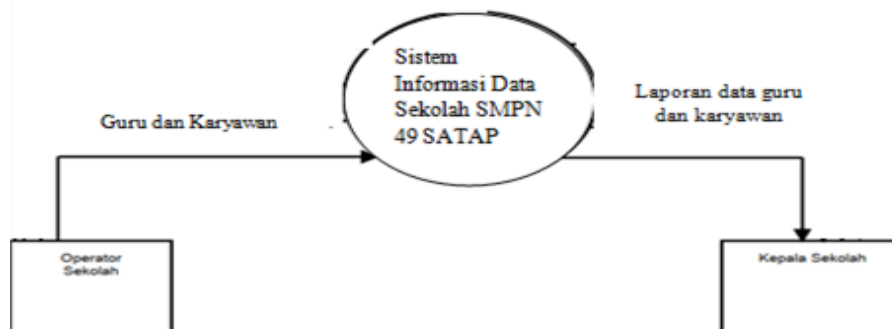 Sistem
Informasi Data
Sekolah SMPN
49 SATAP
Guru dan Karyawan
Laporan data guru
dan karyawan
Operator
Sekolah
Kepala Sekolah